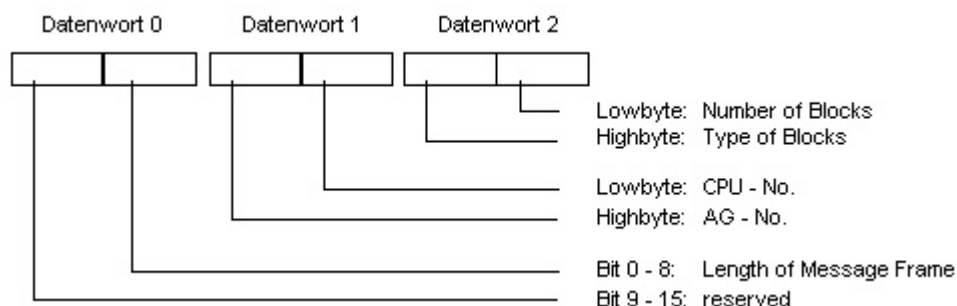 Datenwort 0 Datenwort 1 Datenwort 2
Lowbyte: Number of Blocks
Highbyte: Type of Blocks
Lowbyte: CPU - No.
Highbyte: AG - No.
Bit 0 - 8: Length of Message Frame
Bit 9 - 15: reserved